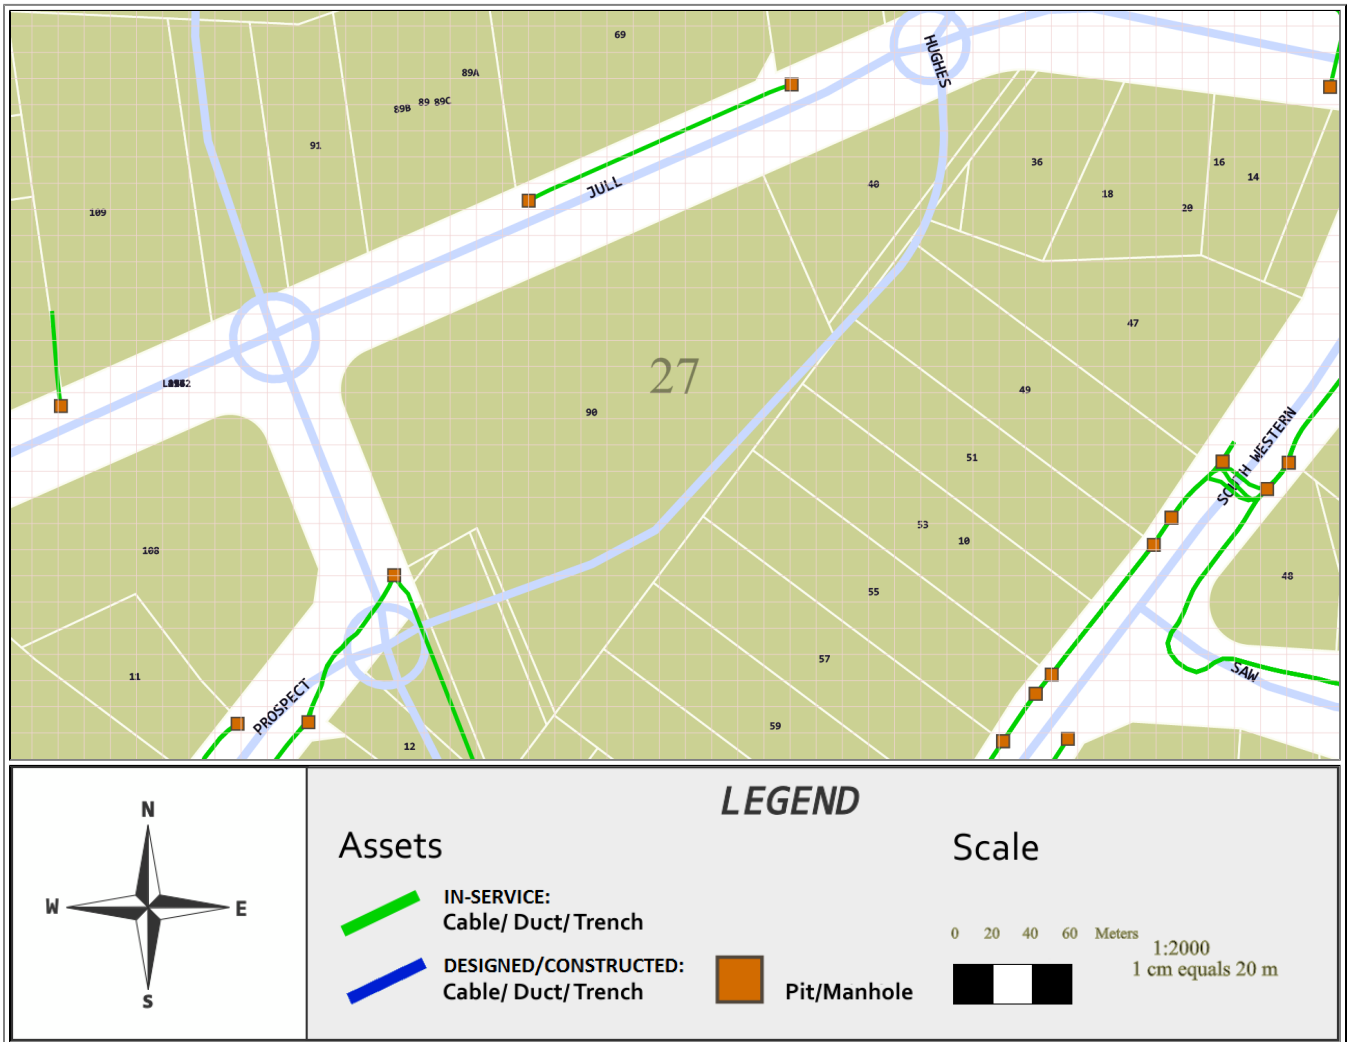 69
HUGHES
89A
89B 89 89C
91
36
16
14
47
18
20
40
JULL
109
27
49
90
51
SOUTH WESTERN
53
10
108
48
55
57
11
SAW
PROSPECT
59
12
LEGEND
N
W
E
S
Assets
IN-SERVICE:
Cable/ Duct/ Trench
DESIGNED/CONSTRUCTED:
Cable/ Duct/ Trench
Pit/Manhole
Scale
0 20 40 60 Meters
1:2000
1 cm equals 20 m